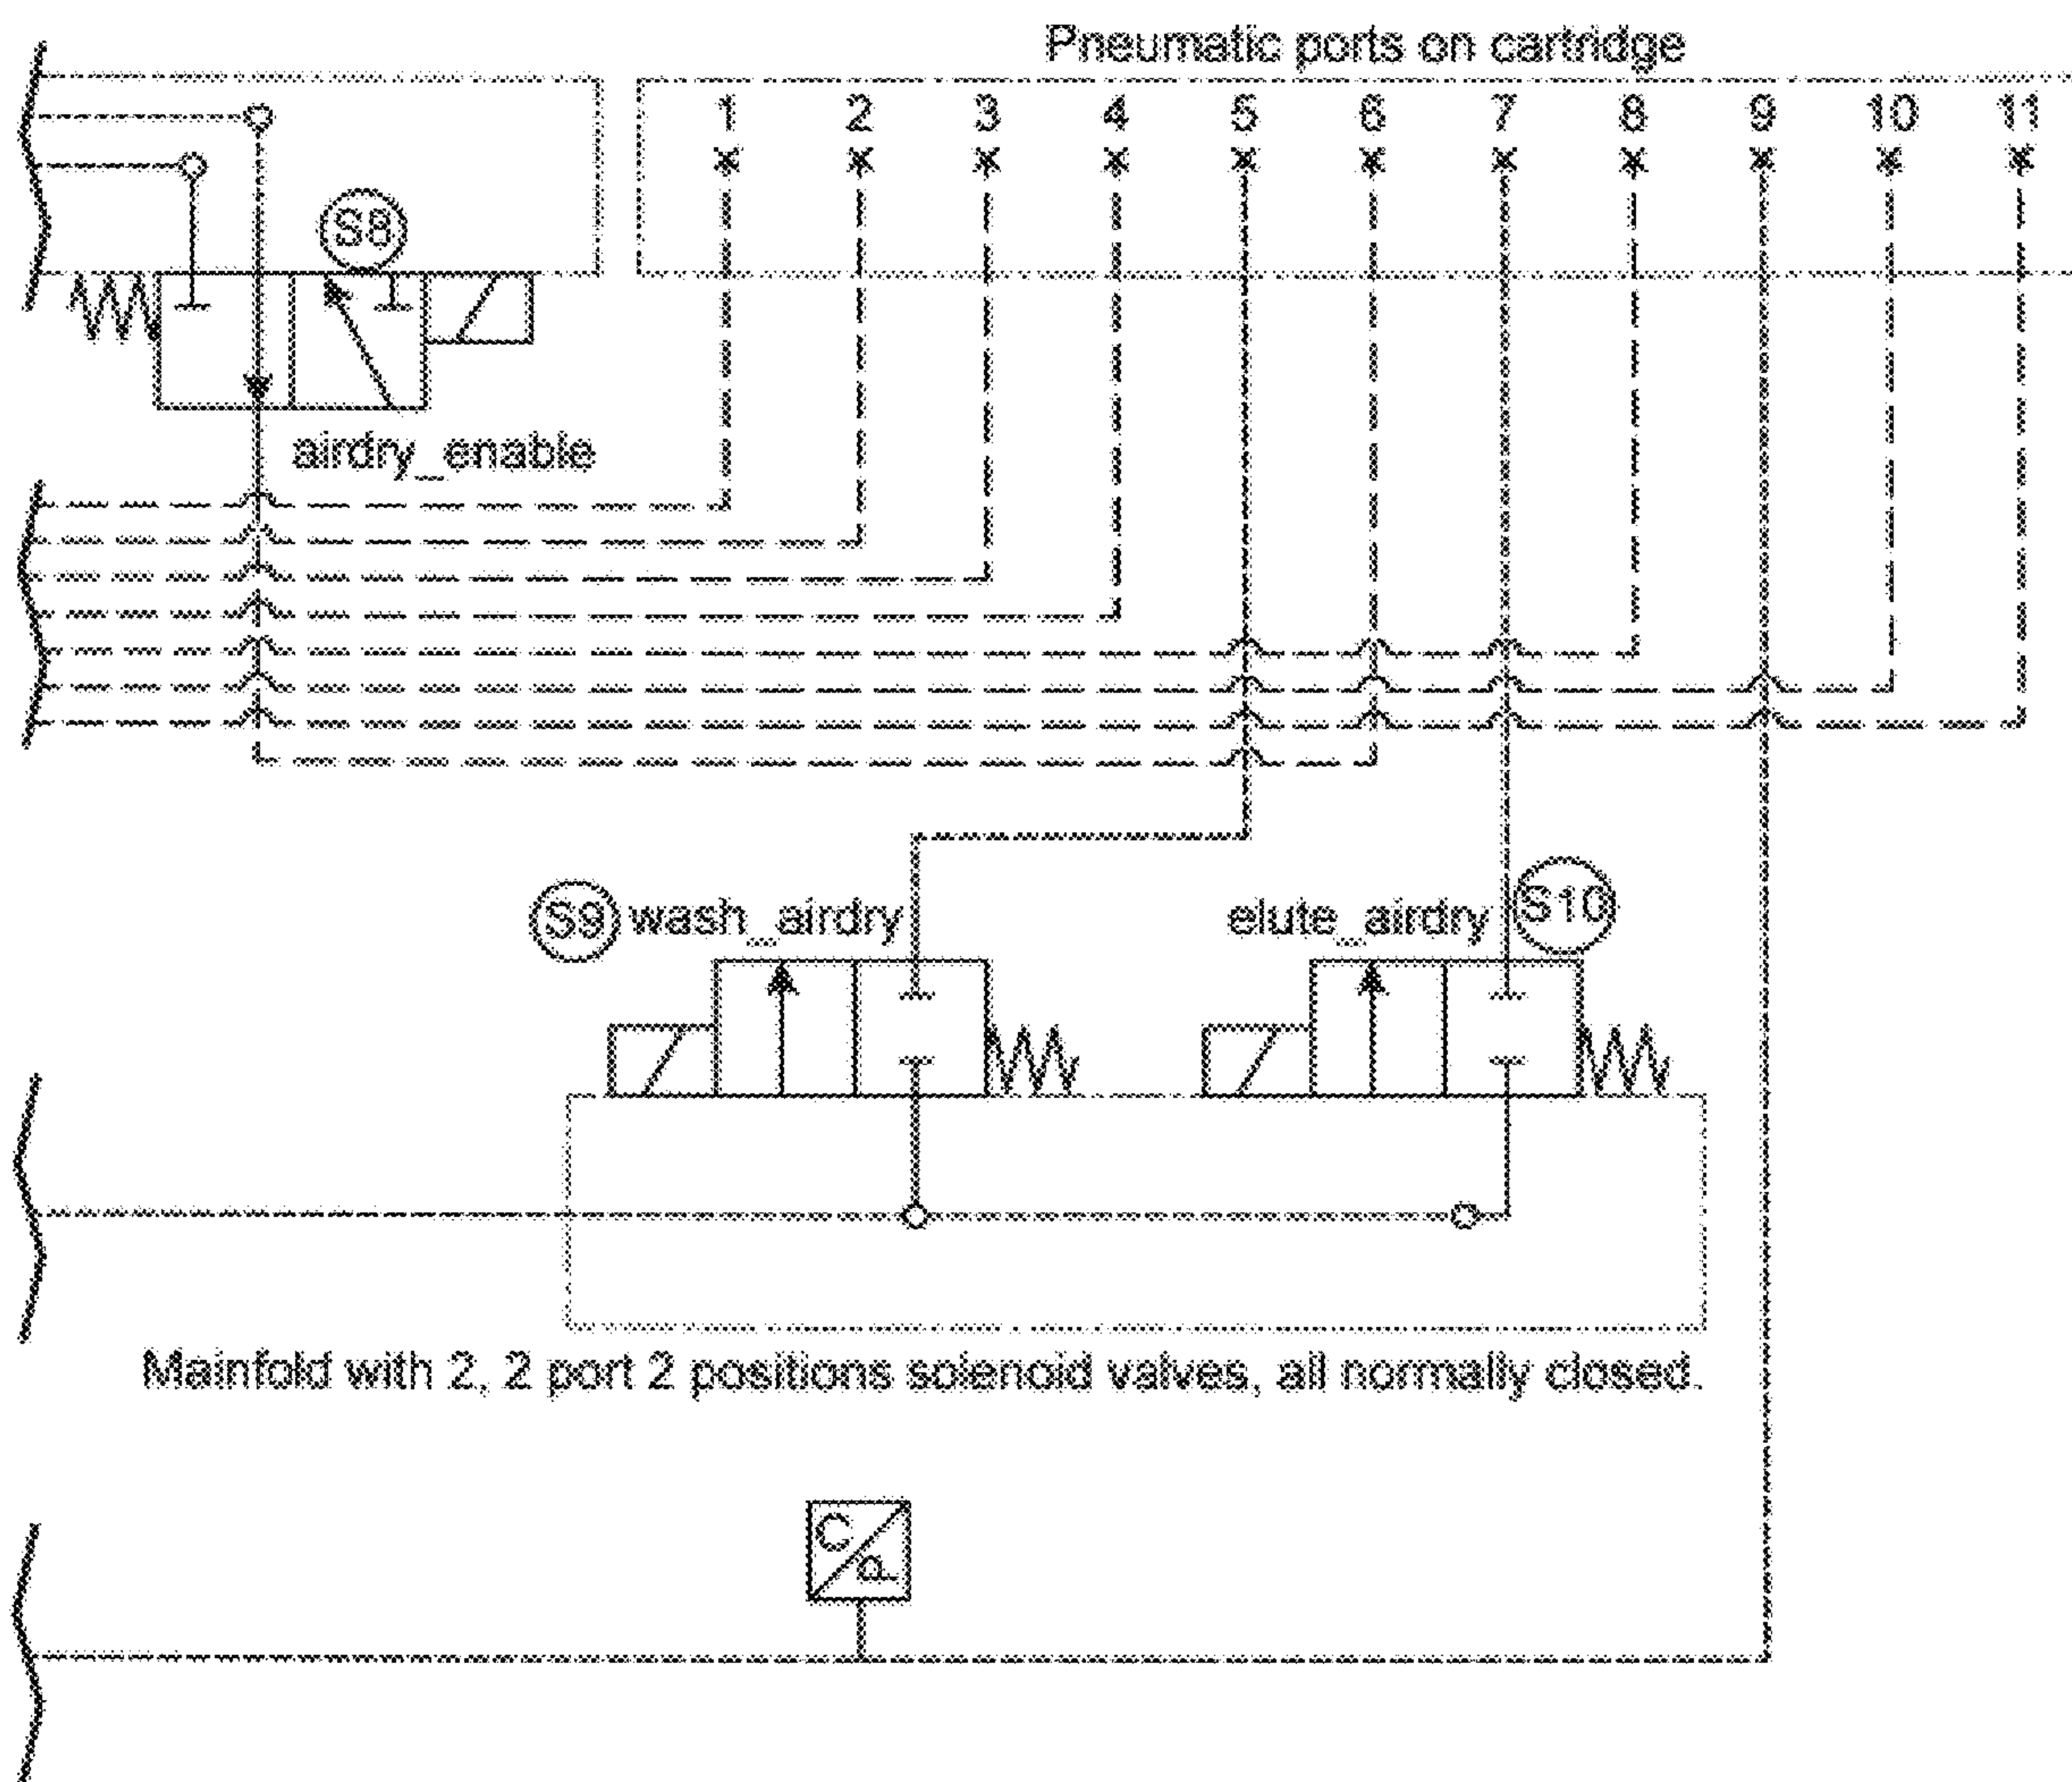 Pneumatic ports on cartridge
1 2 3 4 5 6 7 8 9 10 11
S8
airdry_enable
S9 wash_airdry
elute_airdry S10
Mainfold with 2, 2 port 2 positions solenoid valves, all normally closed.
C/P